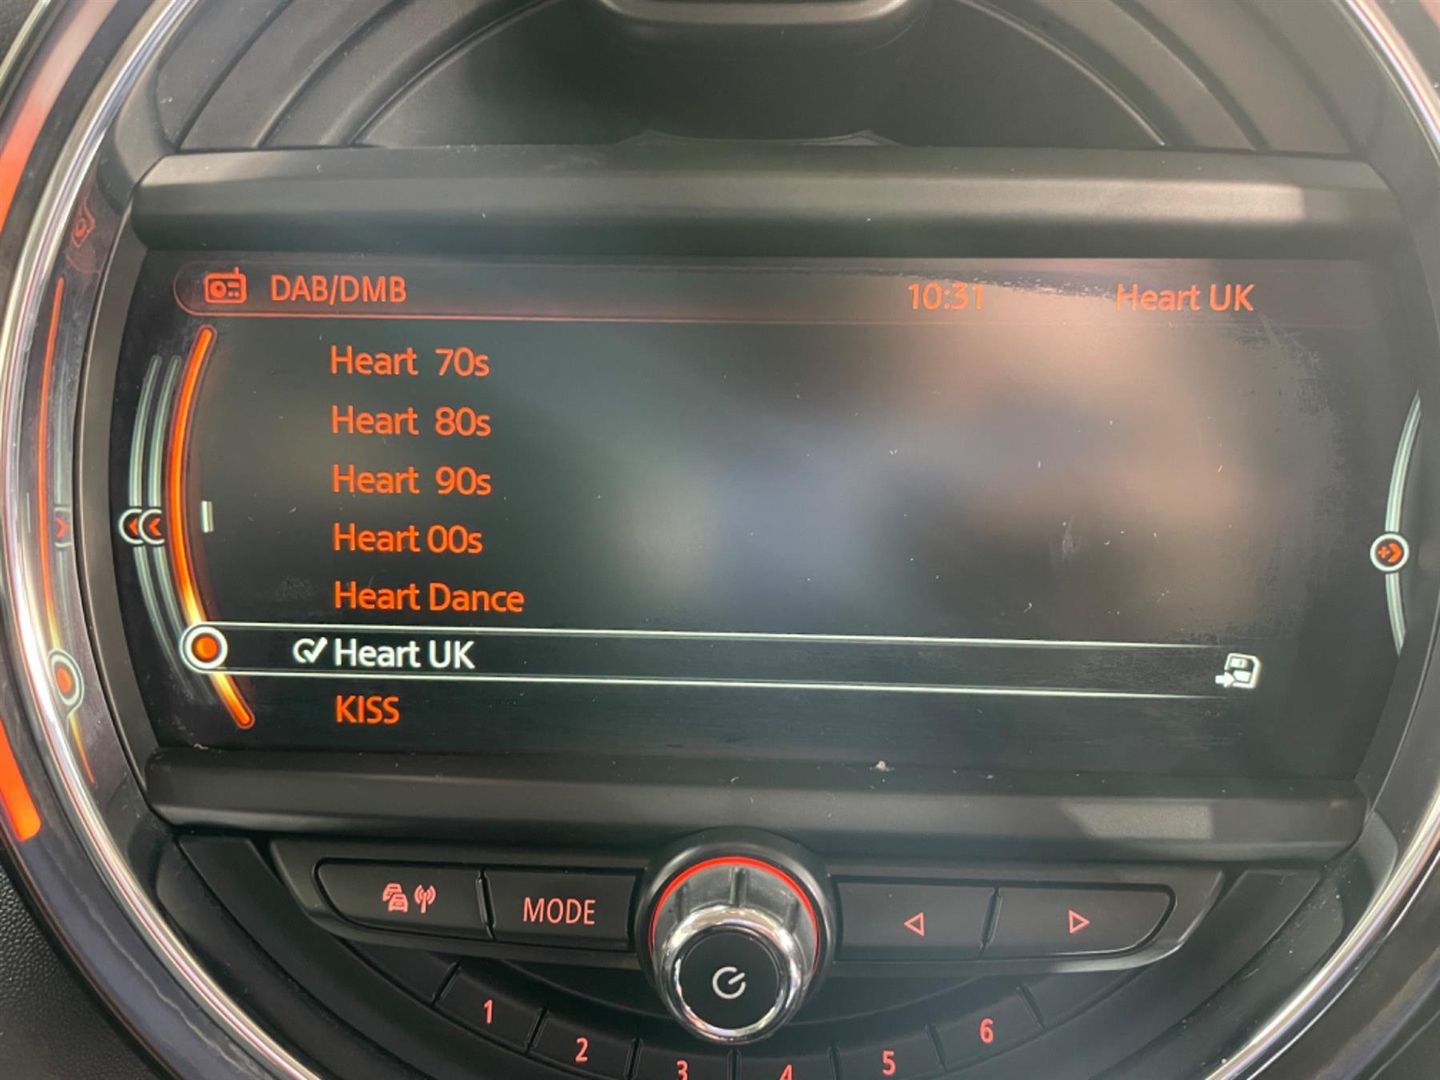 DAB/DMB 10:31 Heart UK
Heart 70s
Heart 80s
Heart 90s
Heart 00s
Heart Dance
Heart UK
KISS
MODE
1 2 3 4 5 6